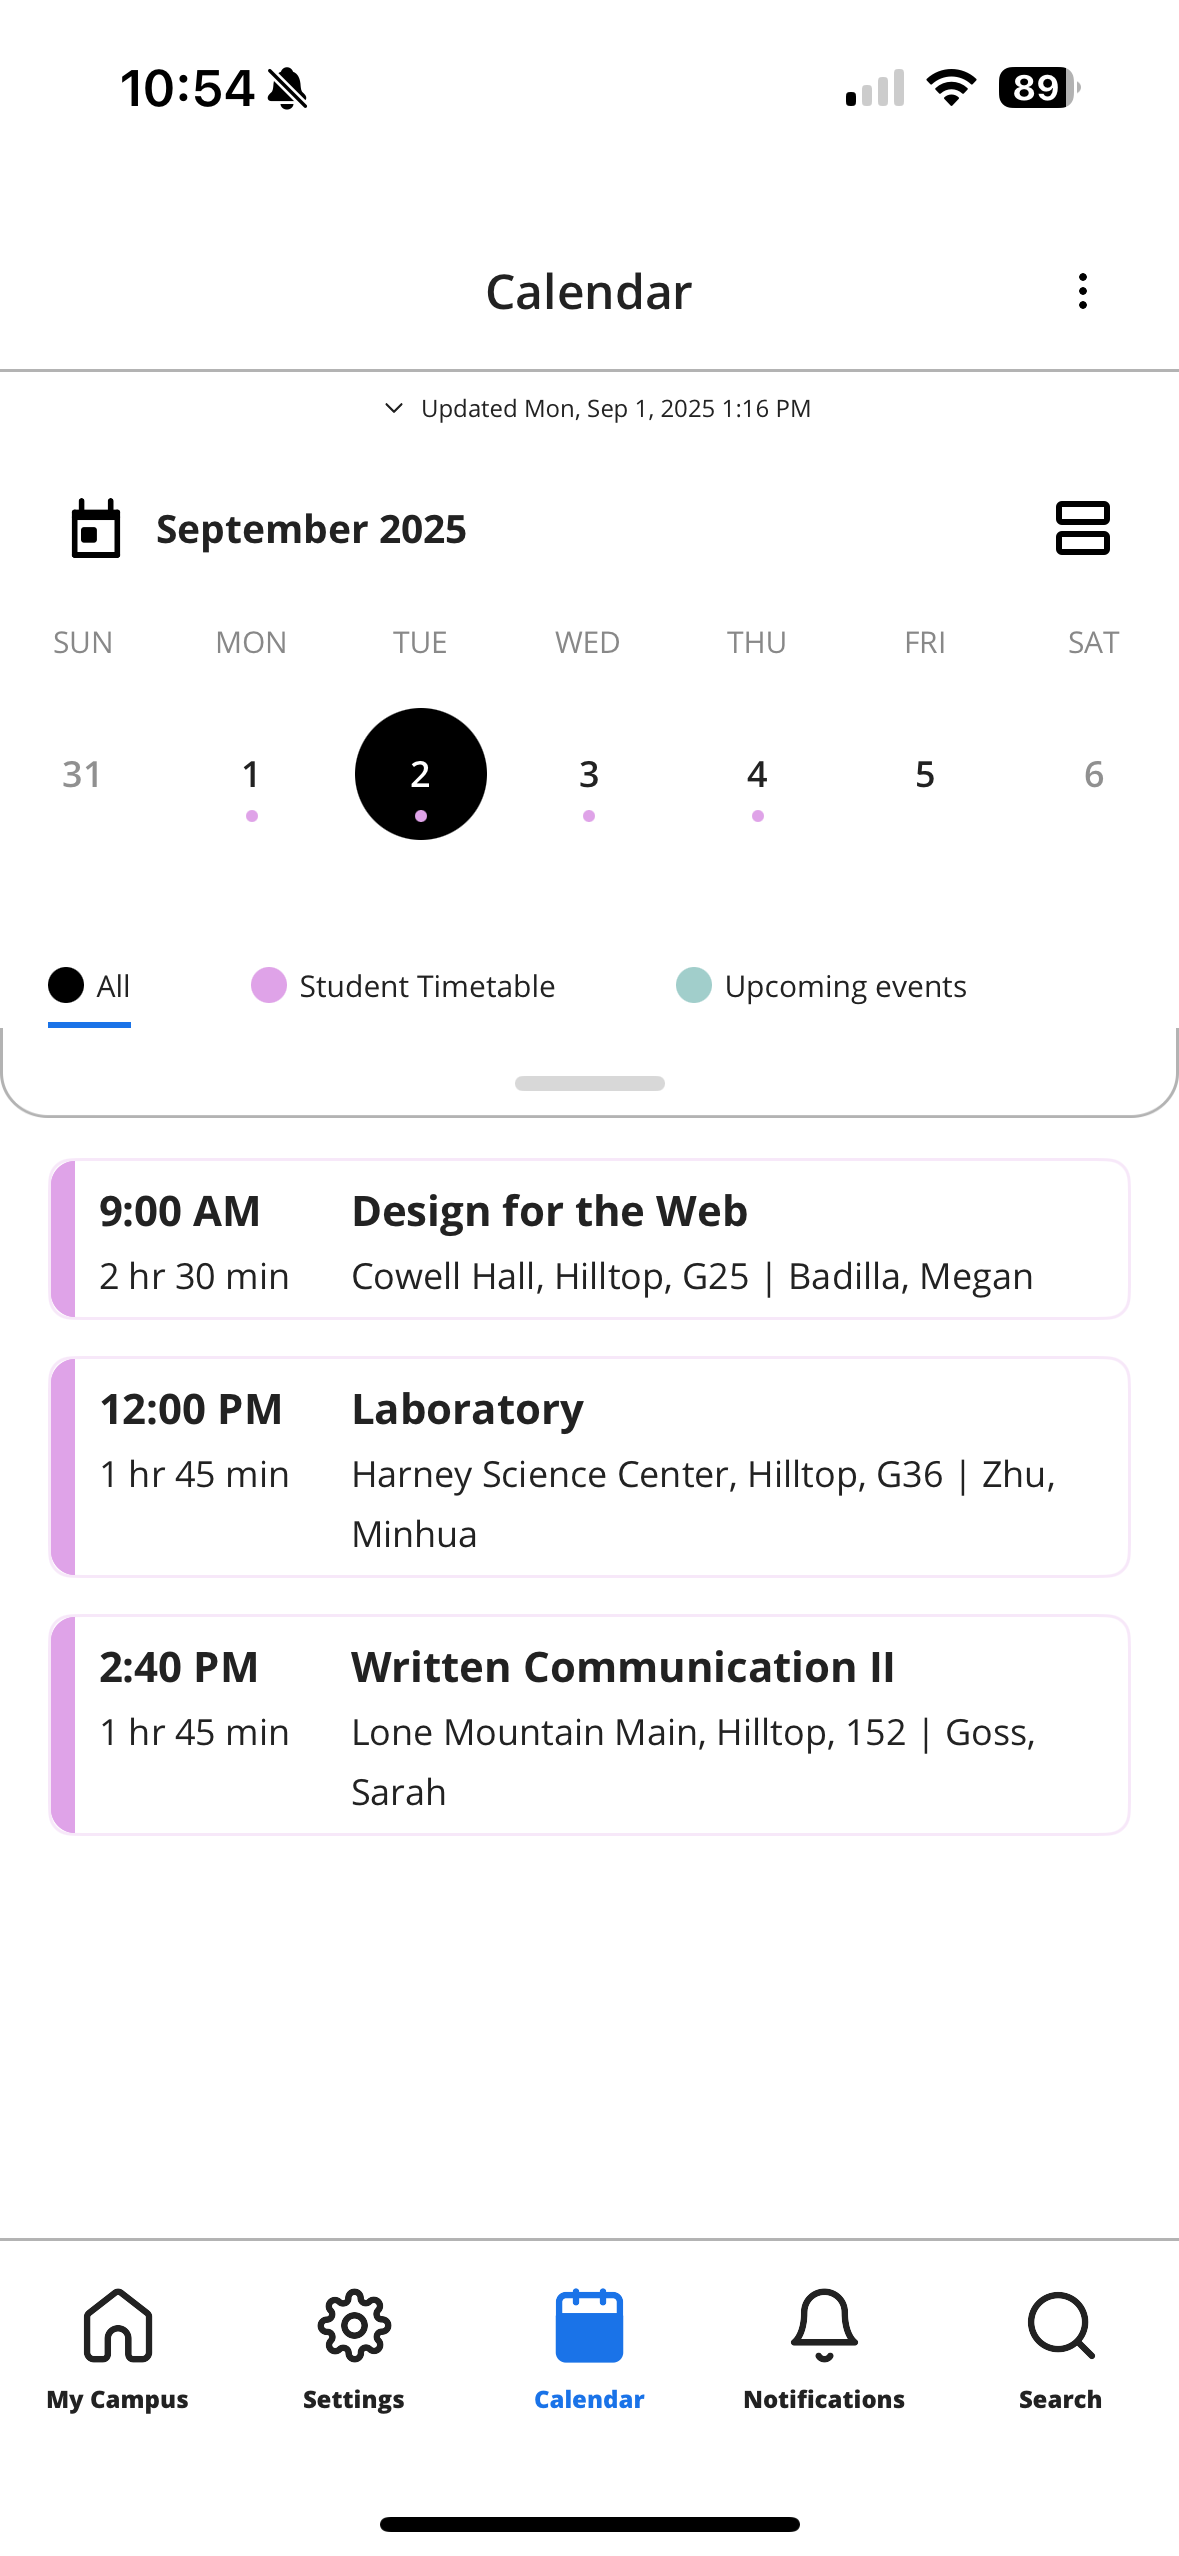 10:54
89
Calendar
Updated Mon, Sep 1, 2025 1:16 PM
September 2025
SUN MON TUE WED THU FRI SAT
31 1 2 3 4 5 6
All Student Timetable Upcoming events
9:00 AM Design for the Web
2 hr 30 min Cowell Hall, Hilltop, G25 | Badilla, Megan
12:00 PM Laboratory
1 hr 45 min Harney Science Center, Hilltop, G36 | Zhu,
Minhua
2:40 PM Written Communication II
1 hr 45 min Lone Mountain Main, Hilltop, 152 | Goss,
Sarah
My Campus Settings Calendar Notifications Search